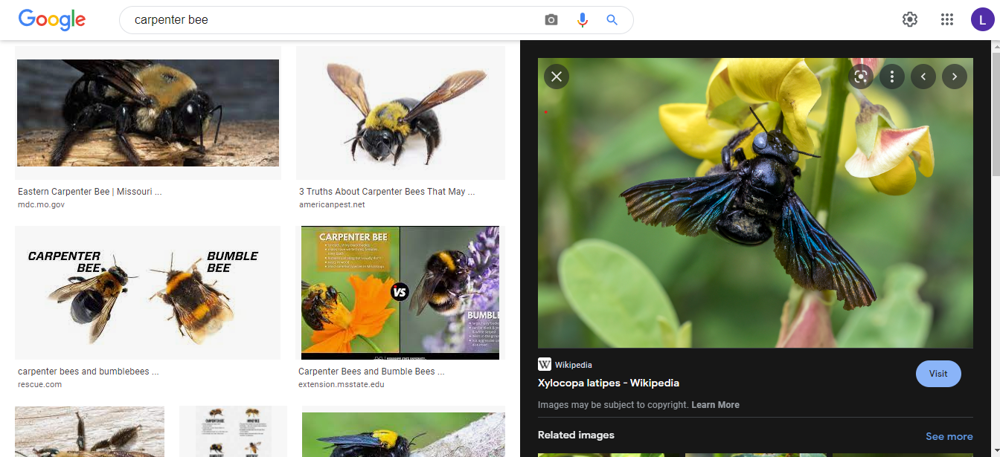 Google
carpenter bee
L
Eastern Carpenter Bee | Missouri ...
mdc.mo.gov
3 Truths About Carpenter Bees That May ...
americanpest.net
CARPENTER
BEE
BUMBLE
BEE
carpenter bees and bumblebees ...
rescue.com
CARPENTER BEE
VS
BUMBL
Carpenter Bees and Bumble Bees ...
extension.msstate.edu
W Wikipedia
Xylocopa latipes - Wikipedia
Visit
Images may be subject to copyright. Learn More
Related images
See more